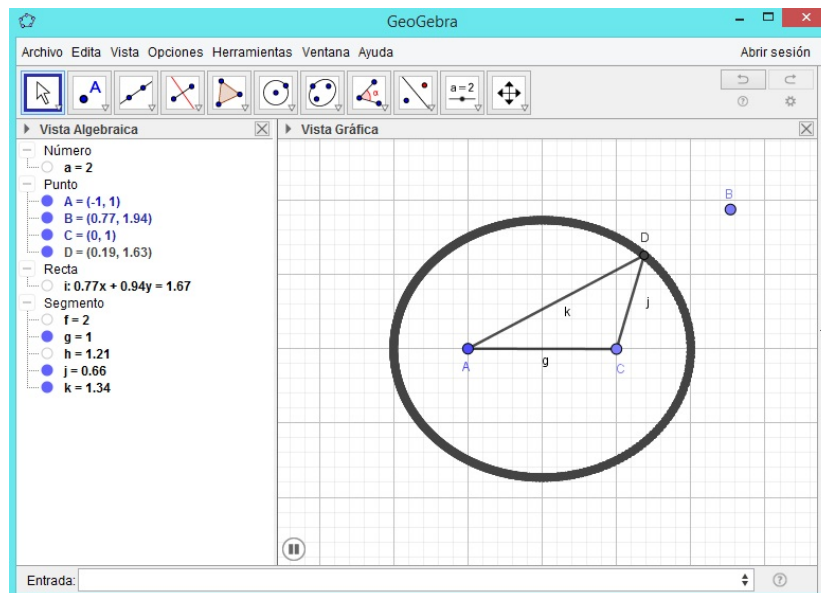 GeoGebra
Archivo Edita Vista Opciones Herramientas Ventana Ayuda Abrir sesión
A
α
a = 2
Vista Algebraica
Vista Gráfica
Número
a = 2
Punto
A = (-1, 1)
B = (0.77, 1.94)
C = (0, 1)
D = (0.19, 1.63)
Recta
i: 0.77x + 0.94y = 1.67
Segmento
f = 2
g = 1
h = 1.21
j = 0.66
k = 1.34
B
D
k
j
A
g
C
Entrada: